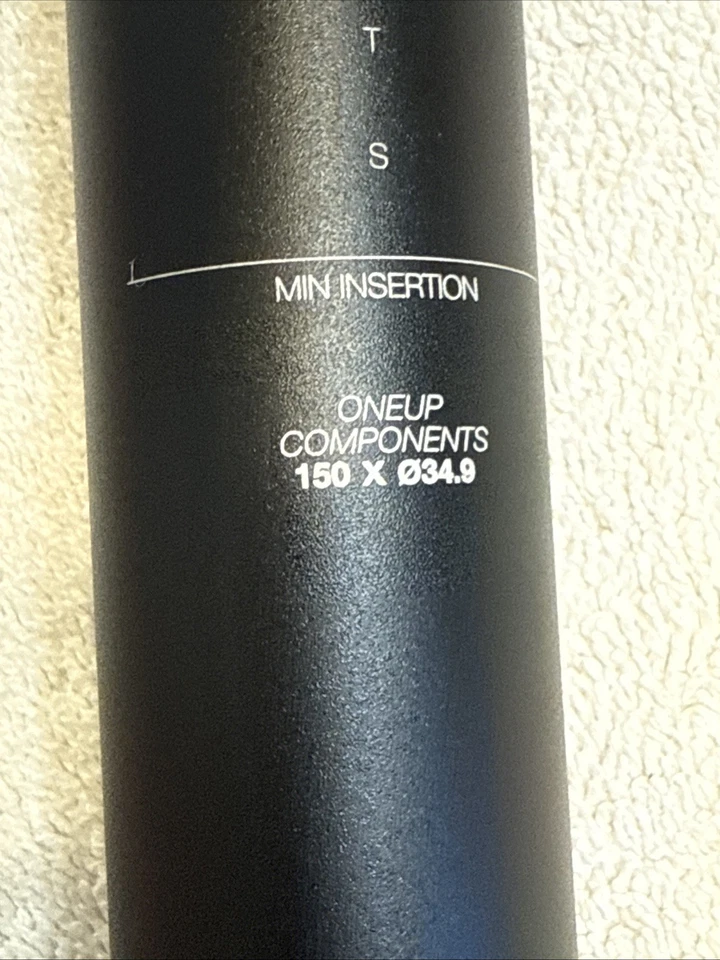 T
S
MIN INSERTION
ONEUP
COMPONENTS
150 X Ø34.9